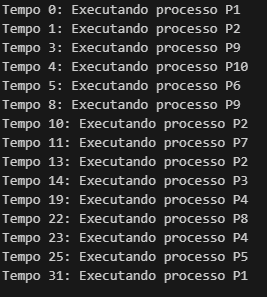 Tempo 0: Executando processo P1
Tempo 1: Executando processo P2
Tempo 3: Executando processo P9
Tempo 4: Executando processo P10
Tempo 5: Executando processo P6
Tempo 8: Executando processo P9
Tempo 10: Executando processo P2
Tempo 11: Executando processo P7
Tempo 13: Executando processo P2
Tempo 14: Executando processo P3
Tempo 19: Executando processo P4
Tempo 22: Executando processo P8
Tempo 23: Executando processo P4
Tempo 25: Executando processo P5
Tempo 31: Executando processo P1